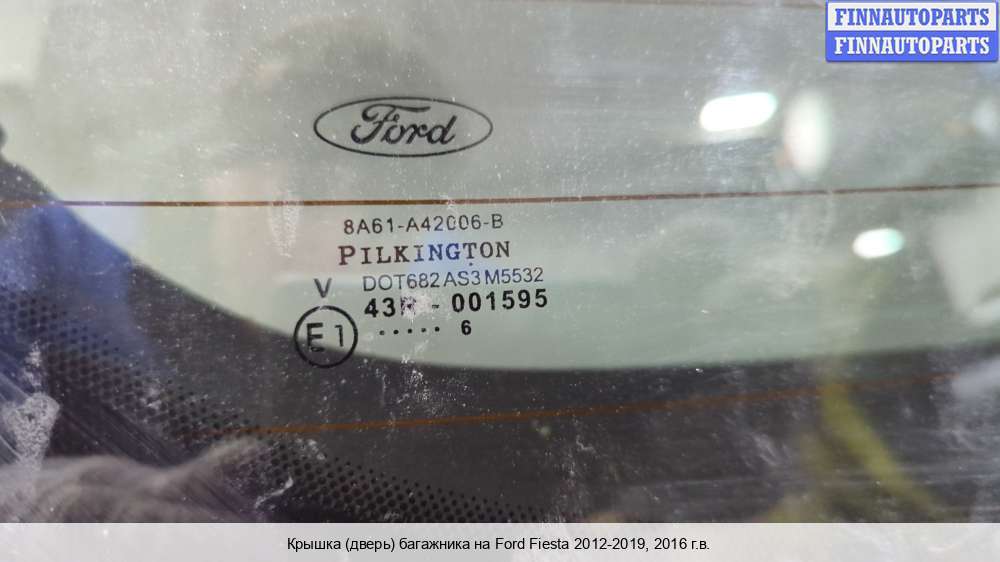 FINNAUTOPARTS
FINNAUTOPARTS
Ford
8A61-A42006-B
PILKINGTON
DOT682 AS3 M5532
V
43R - 001595
E1
..... 6
Крышка (дверь) багажника на Ford Fiesta 2012-2019, 2016 г.в.